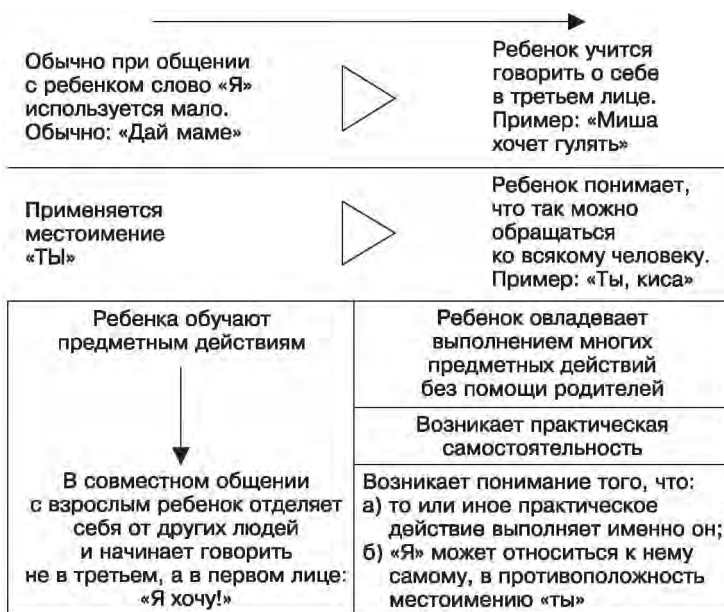 Обычно при общении
с ребенком слово «Я»
используется мало.
Обычно: «Дай маме»
Ребенок учится
говорить о себе
в третьем лице.
Пример: «Миша
хочет гулять»
Применяется
местоимение
«ТЫ»
Ребенок понимает,
что так можно
обращаться
ко всякому человеку.
Пример: «Ты, киса»
Ребенка обучают
предметным действиям
В совместном общении
с взрослым ребенок отделяет
себя от других людей
и начинает говорить
не в третьем, а в первом лице:
«Я хочу!»
Ребенок овладевает
выполнением многих
предметных действий
без помощи родителей
Возникает практическая
самостоятельность
Возникает понимание того, что:
а) то или иное практическое
действие выполняет именно он;
б) «Я» может относиться к нему
самому, в противоположность
местоимению «ты»